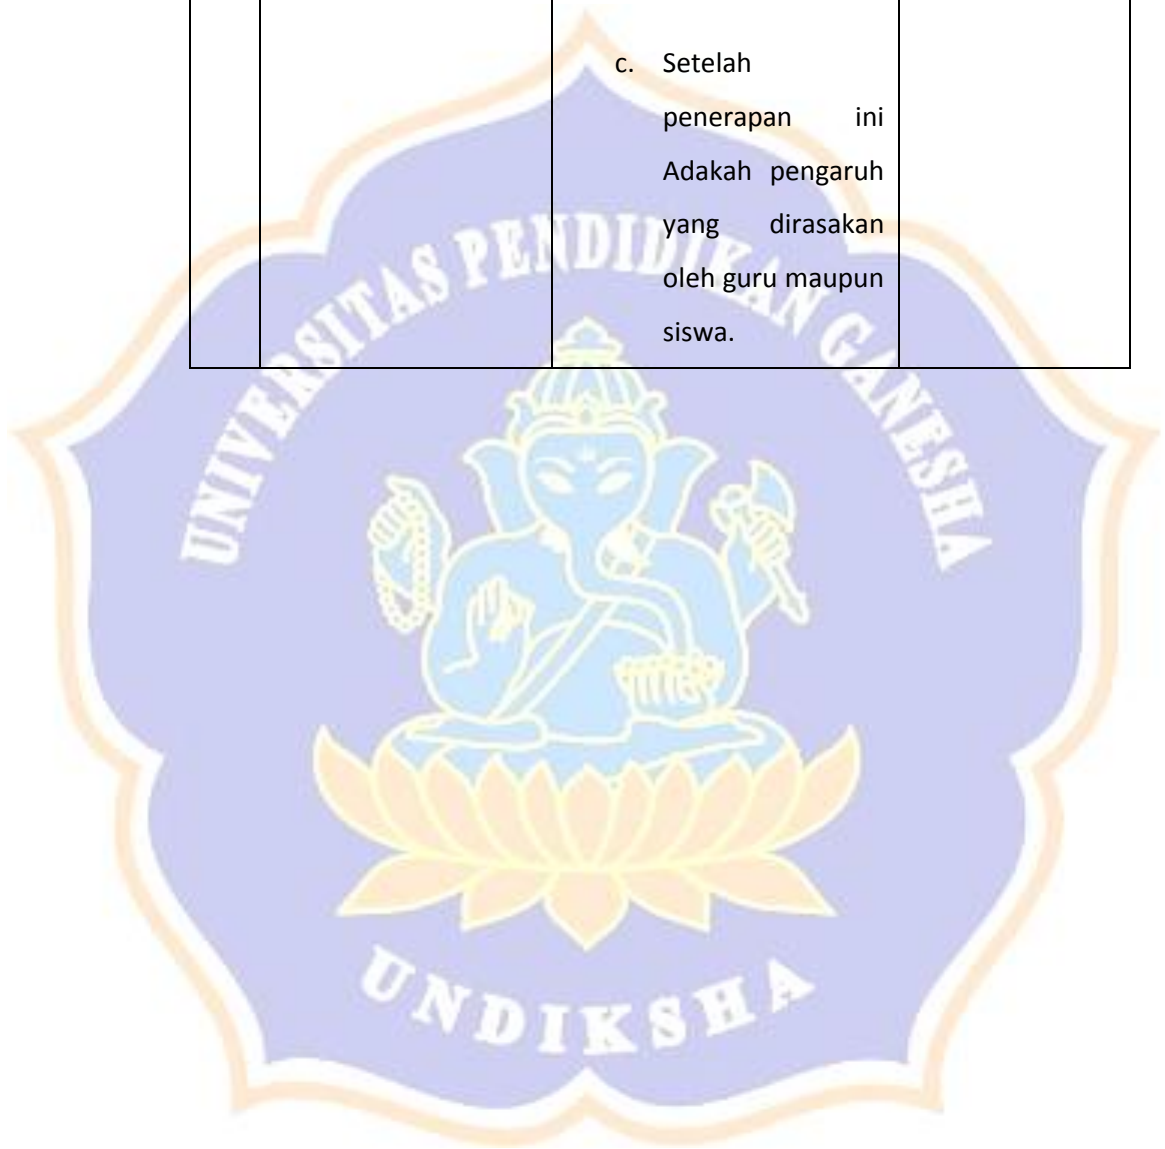 c. Setelah
penerapan ini
Adakah pengaruh
yang dirasakan
oleh guru maupun
siswa.
UNIVERSITAS PENDIDIKAN GANESHA
UNDIKSHA